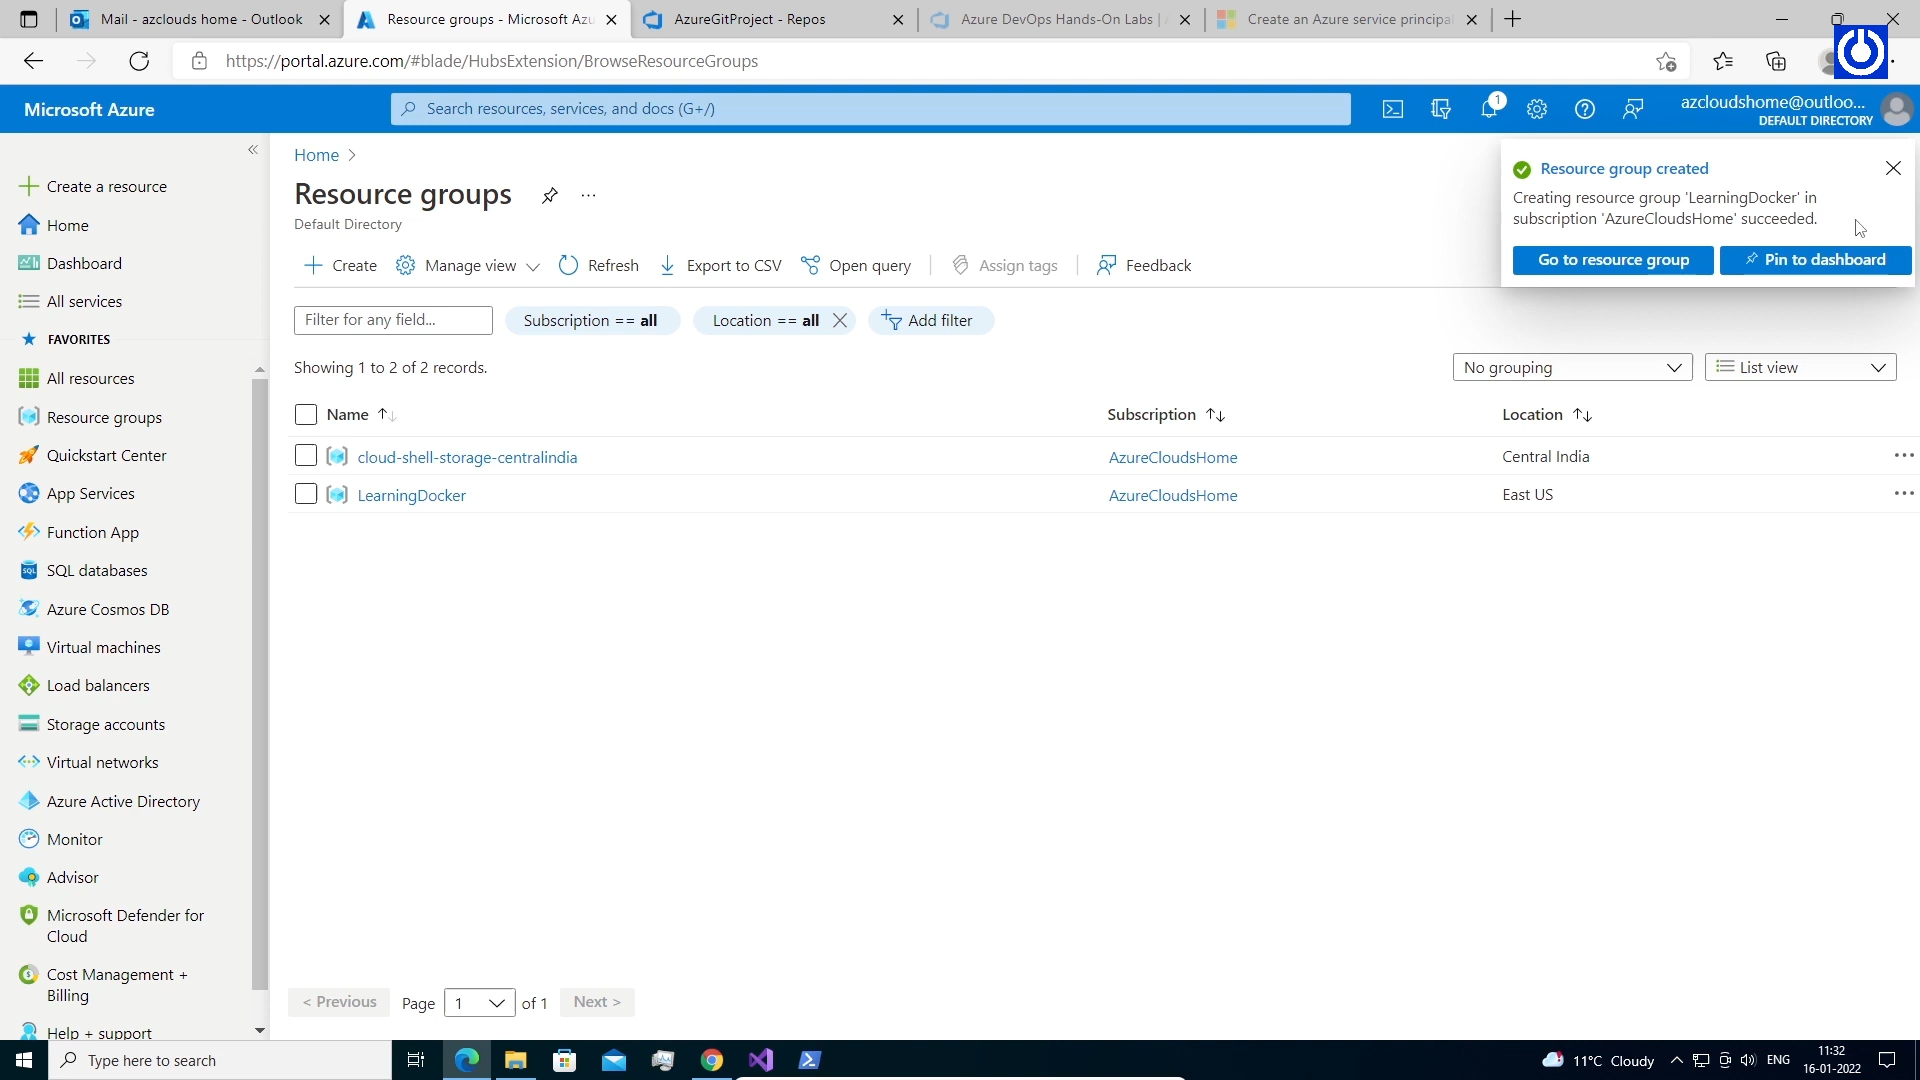 Mail - azclouds home - Outlook
Resource groups - Microsoft Azu
AzureGitProject - Repos
Azure DevOps Hands-On Labs |
Create an Azure service principa
https://portal.azure.com/#blade/HubsExtension/BrowseResourceGroups
Microsoft Azure
Search resources, services, and docs (G+/)
1
azcloudshome@outloo...
DEFAULT DIRECTORY
Create a resource
Home
Dashboard
All services
FAVORITES
All resources
Resource groups
Quickstart Center
App Services
Function App
SQL databases
Azure Cosmos DB
Virtual machines
Load balancers
Storage accounts
Virtual networks
Azure Active Directory
Monitor
Advisor
Microsoft Defender for
Cloud
Cost Management +
Billing
Help + support
Home >
Resource groups
...
Default Directory
Create
Manage view
Refresh
Export to CSV
Open query
Assign tags
Feedback
Resource group created
Creating resource group 'LearningDocker' in
subscription 'AzureCloudsHome' succeeded.
Go to resource group
Pin to dashboard
Filter for any field...
Subscription == all
Location == all
Add filter
Showing 1 to 2 of 2 records.
No grouping
List view
Name
Subscription
Location
cloud-shell-storage-centralindia
AzureCloudsHome
Central India
LearningDocker
AzureCloudsHome
East US
< Previous
Page
1
of 1
Next >
Type here to search
11°C Cloudy
ENG
11:32
16-01-2022